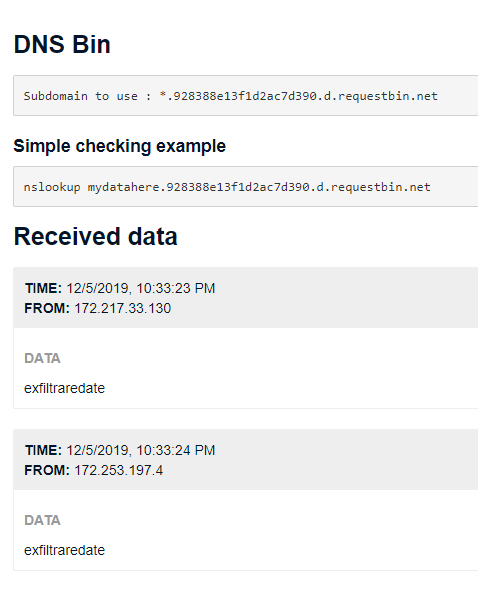 DNS Bin
Subdomain to use : *.928388e13f1d2ac7d390.d.requestbin.net
Simple checking example
nslookup mydatahere.928388e13f1d2ac7d390.d.requestbin.net
Received data
TIME: 12/5/2019, 10:33:23 PM
FROM: 172.217.33.130
DATA
exfiltraredate
TIME: 12/5/2019, 10:33:24 PM
FROM: 172.253.197.4
DATA
exfiltraredate